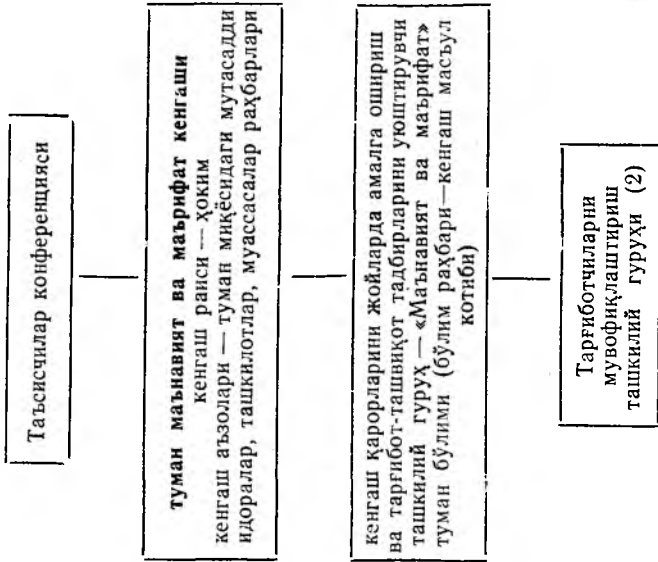 Таъсисчилар конференцияси
туман маънавият ва маърифат кенгаши
кенгаш раиси — ҳоким
кенгаш аъзолари — туман миқёсидаги мутасадди
идоралар, ташкилотлар, муассасалар раҳбарлари
кенгаш қарорларини жойларда амалга ошириш
ва тарғибот-ташвиқот тадбирларини уюштирувчи
ташкилий гуруҳ — «Маънавият ва маърифат»
туман бўлими (бўлим раҳбари—кенгаш масъул
котиби)
Тарғиботчиларни
мувофиқлаштириш
ташкилий гуруҳи (2)